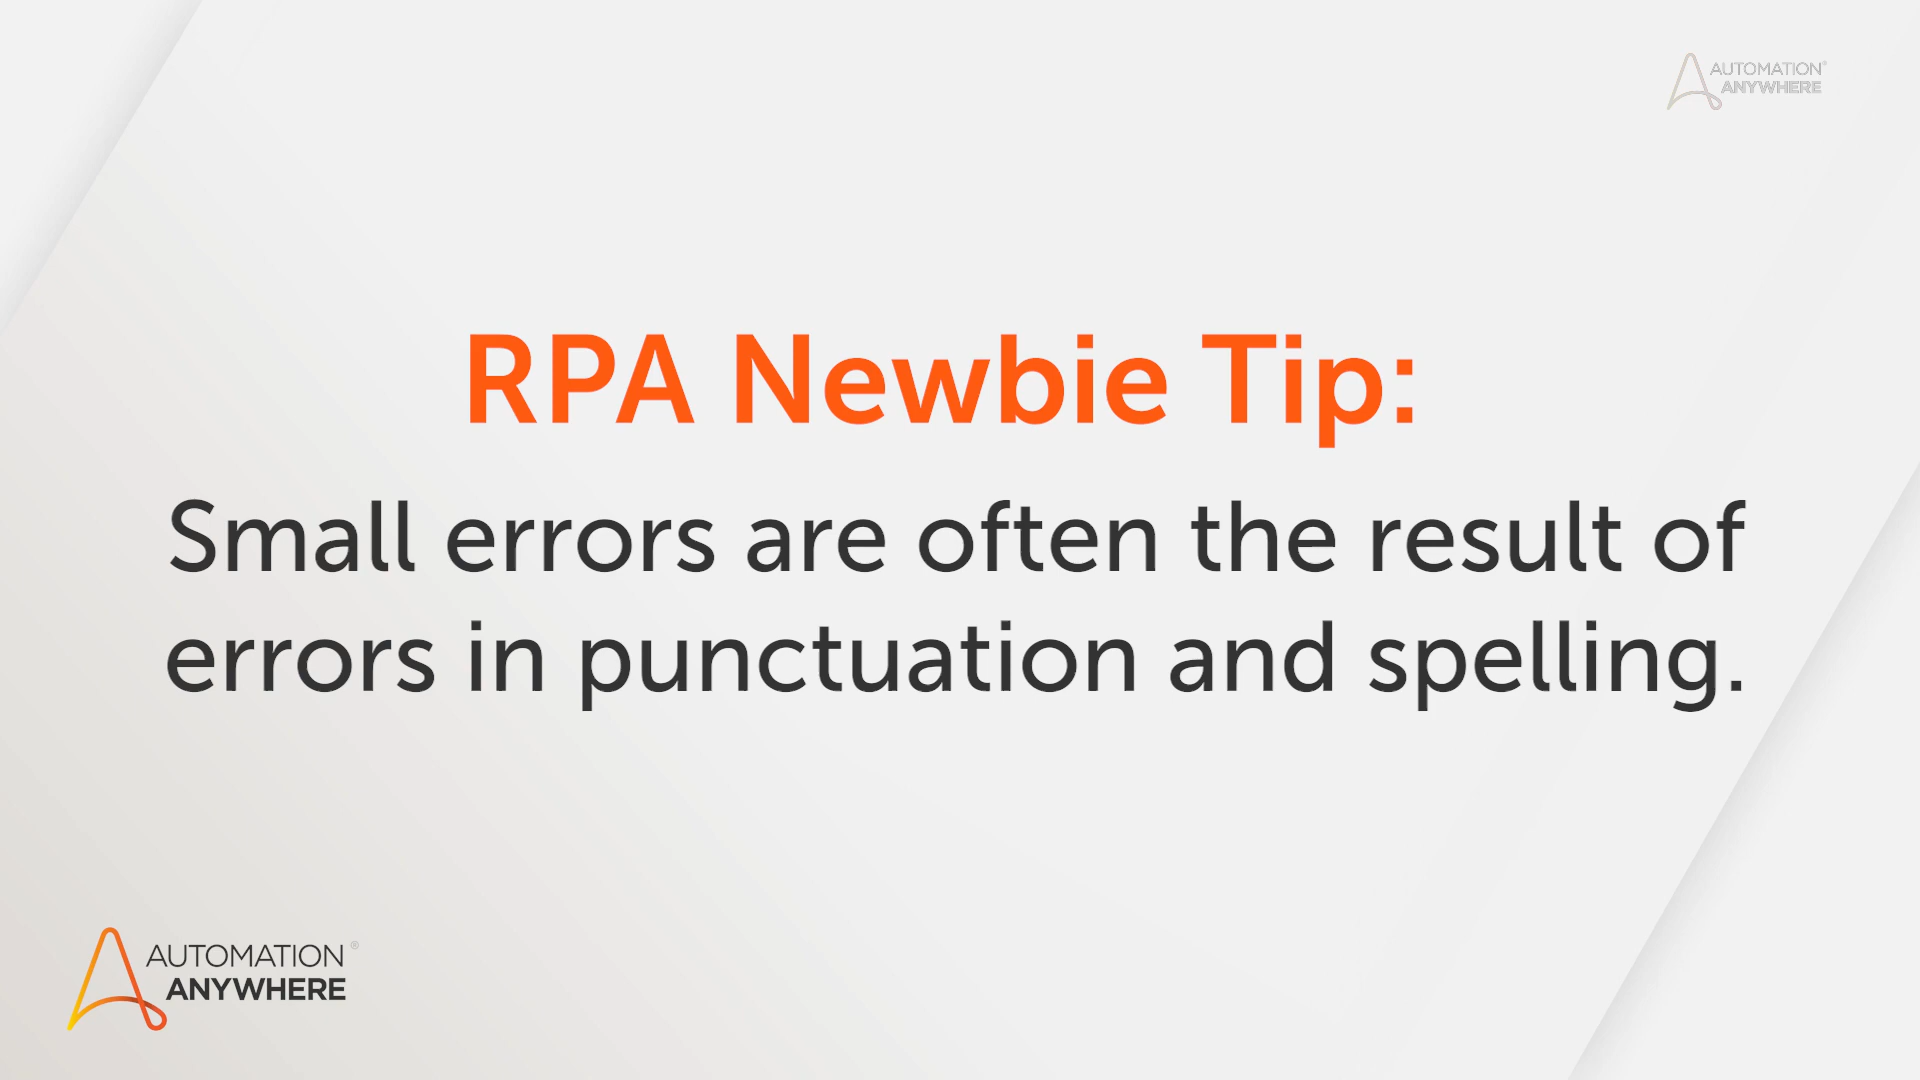 AUTOMATION®
ANYWHERE
RPA Newbie Tip:
Small errors are often the result of
errors in punctuation and spelling.
AUTOMATION®
ANYWHERE